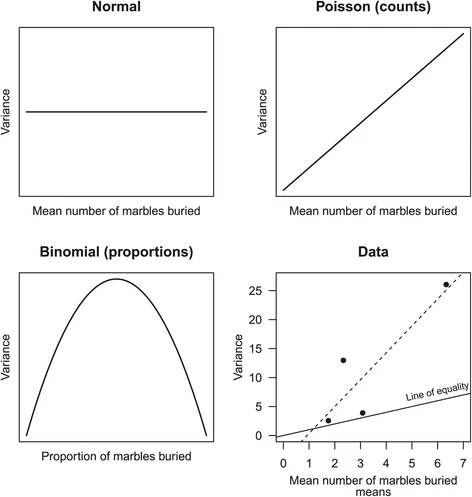 Normal
Variance
Mean number of marbles buried
Poisson (counts)
Variance
Mean number of marbles buried
Binomial (proportions)
Variance
Proportion of marbles buried
Data
Variance
25
20
15
10
5
0
Line of equality
0 1 2 3 4 5 6 7
Mean number of marbles buried
means